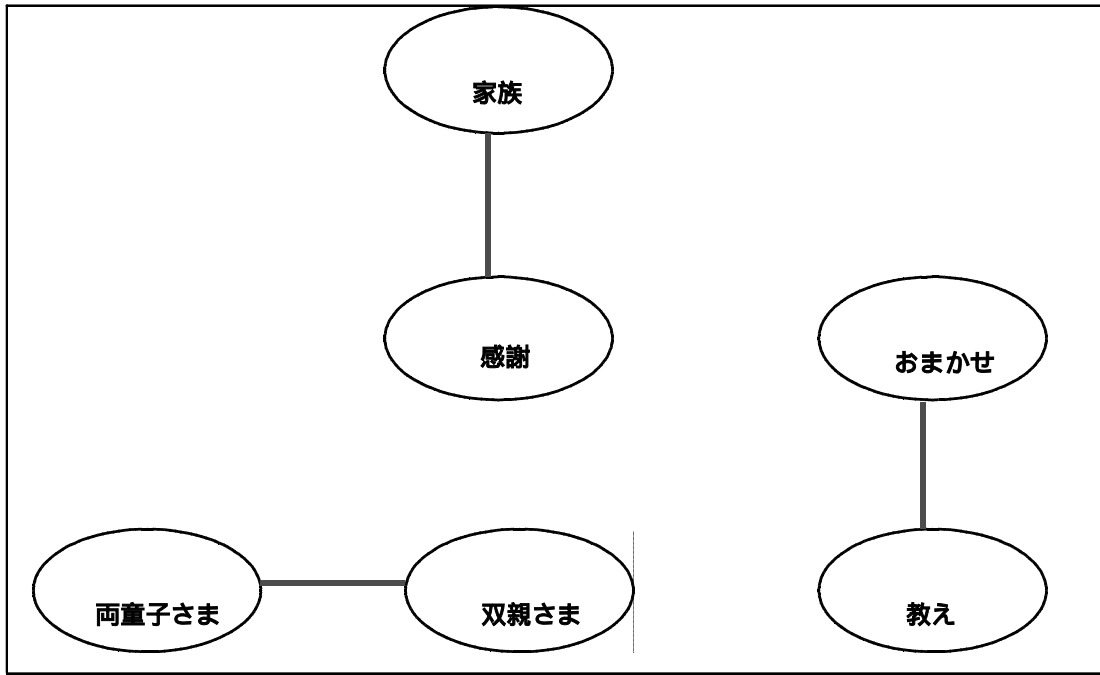 家族
感謝
おまかせ
両童子さま
双親さま
教え